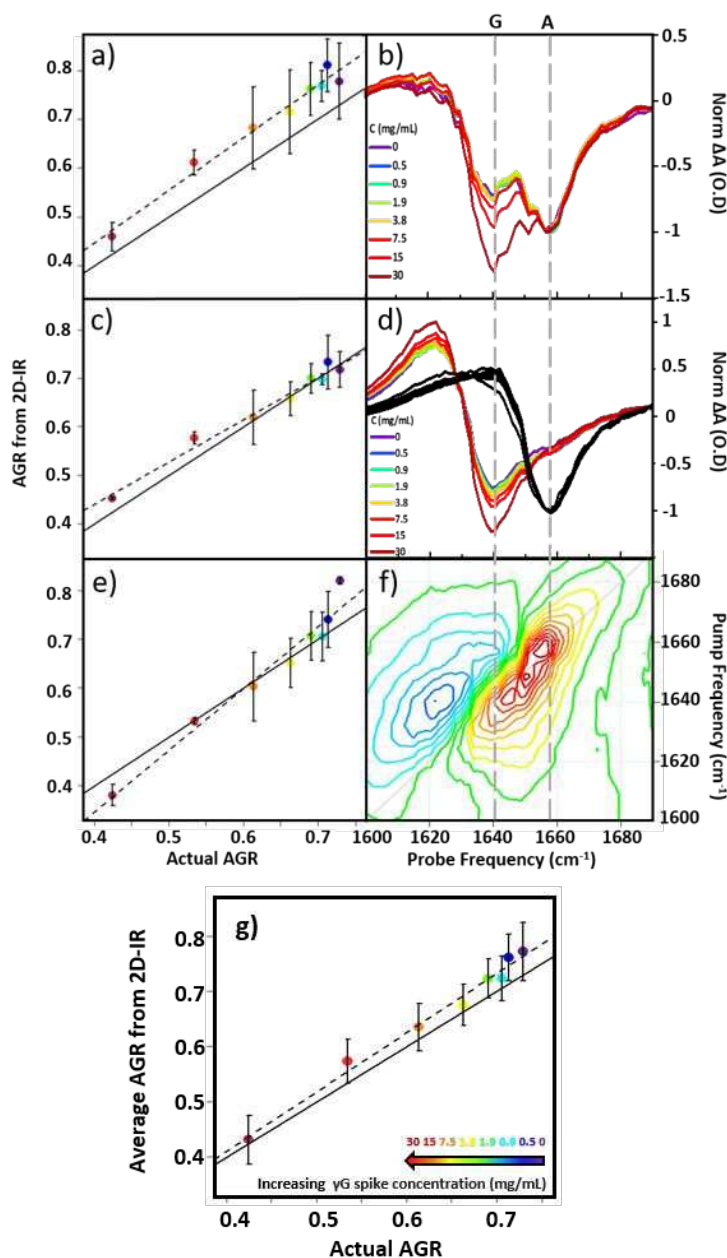 G A
a)
0.8
0.7
0.6
0.5
0.4
b)
C (mg/mL)
0
0.5
0.9
1.9
3.8
7.5
15
30
0.5
0
-0.5
-1
-1.5
Norm ΔA (O.D)
c)
0.8
0.7
0.6
0.5
0.4
AGR from 2D-IR
d)
C (mg/mL)
0
0.5
0.9
1.9
3.8
7.5
15
30
1
0.5
0
-0.5
-1
Norm ΔA (O.D)
e)
0.8
0.7
0.6
0.5
0.4
0.4 0.5 0.6 0.7
Actual AGR
f)
1680
1660
1640
1620
1600
Pump Frequency (cm⁻¹)
1600 1620 1640 1660 1680
Probe Frequency (cm⁻¹)
g)
Average AGR from 2D-IR
0.8
0.7
0.6
0.5
0.4
30 15 7.5 3.8 1.9 0.9 0.5 0
Increasing γG spike concentration (mg/mL)
0.4 0.5 0.6 0.7
Actual AGR